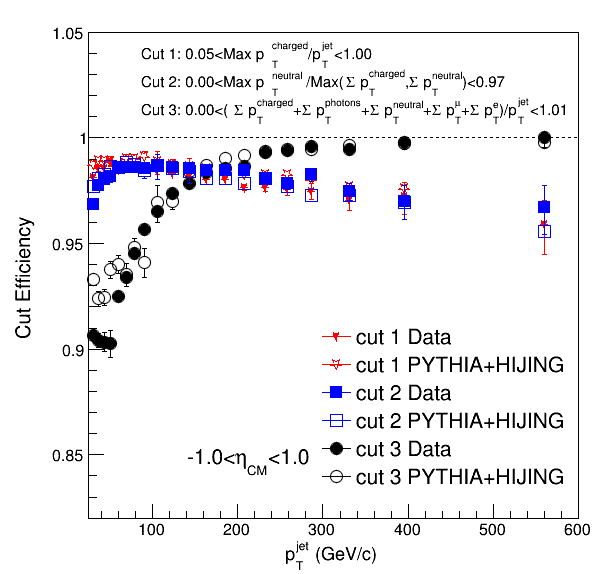 1.05
Cut 1: 0.05<Max p_T^charged/p_T^jet<1.00
Cut 2: 0.00<Max p_T^neutral/Max(Σ p_T^charged,Σ p_T^neutral)<0.97
Cut 3: 0.00<( Σ p_T^charged+Σ p_T^photons+Σ p_T^neutral+Σ p_T^μ+Σ p_T^e)/p_T^jet<1.01
1
0.95
0.9
0.85
Cut Efficiency
cut 1 Data
cut 1 PYTHIA+HIJING
cut 2 Data
cut 2 PYTHIA+HIJING
cut 3 Data
cut 3 PYTHIA+HIJING
-1.0<η_CM<1.0
100 200 300 400 500 600
p_T^jet (GeV/c)